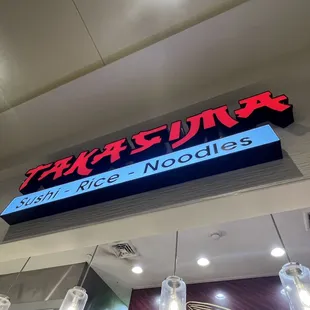 TAKASIMA
Sushi - Rice - Noodles